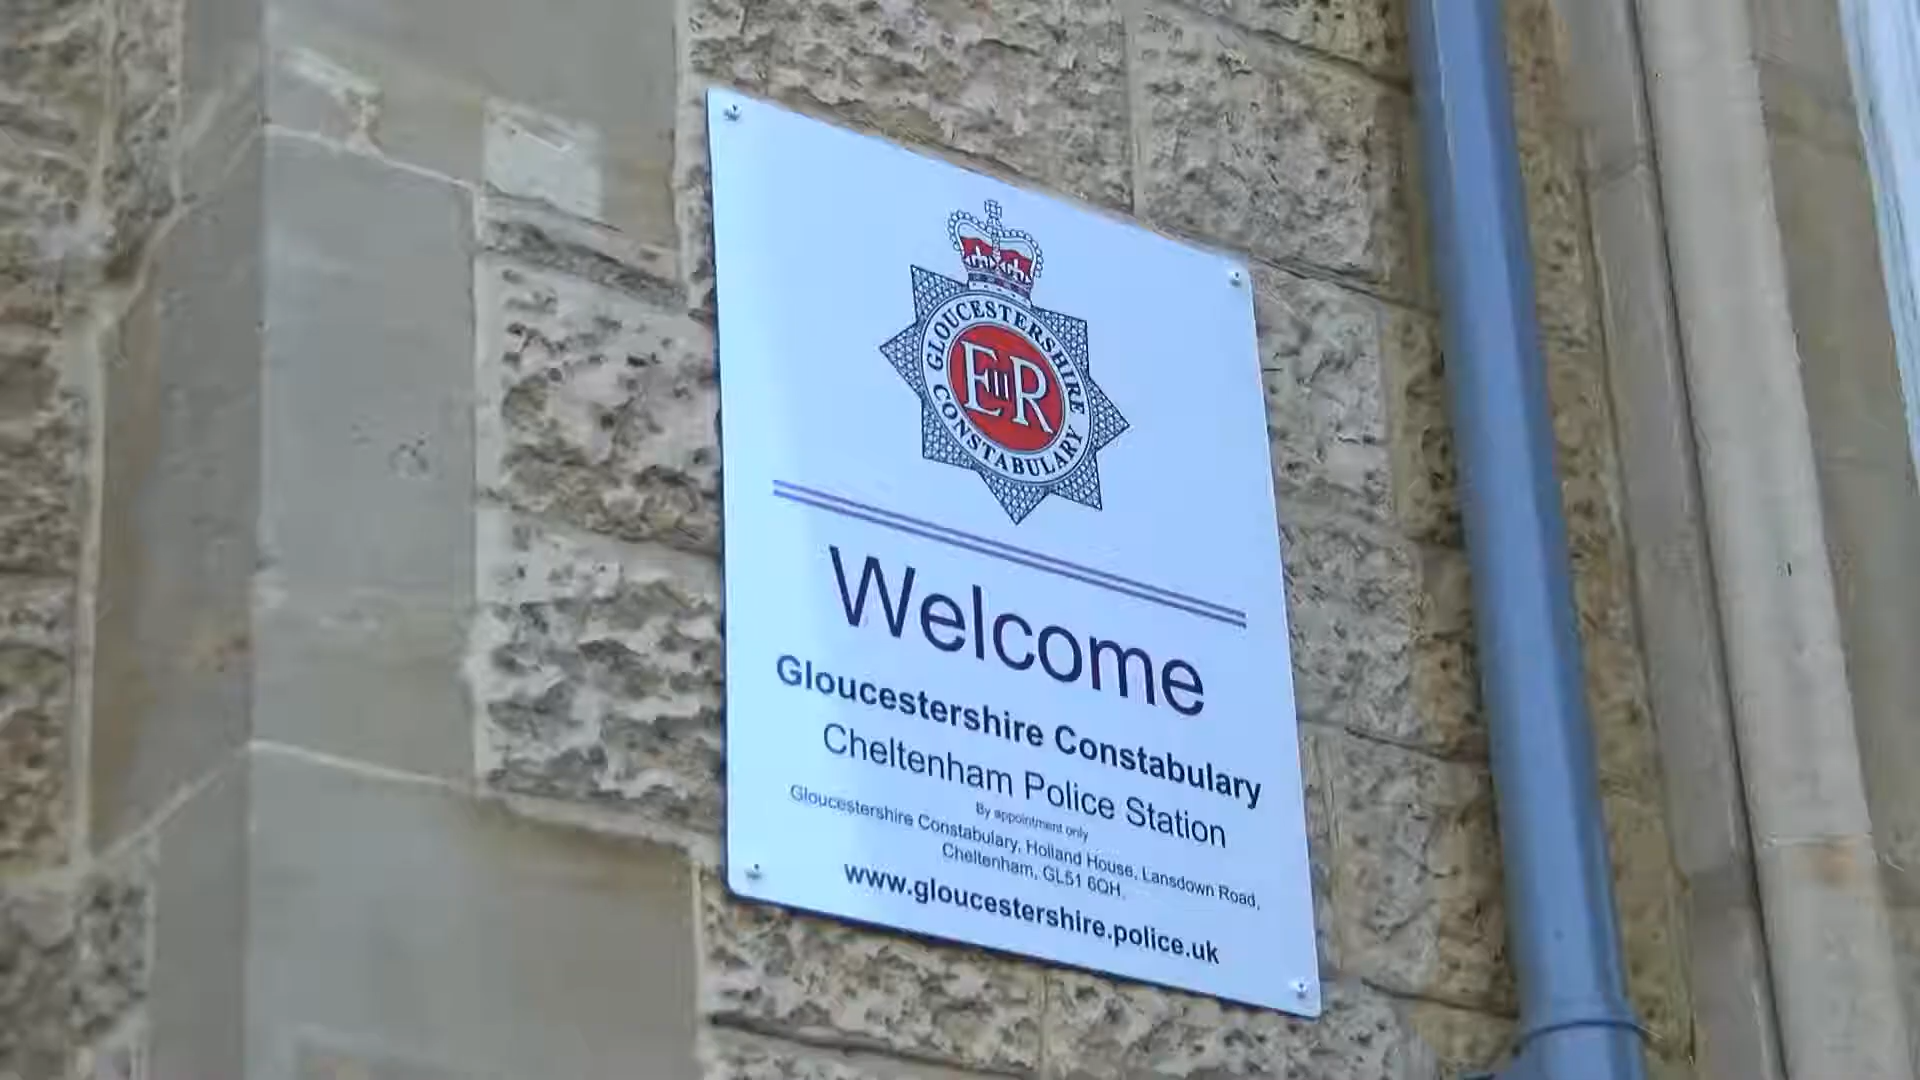 GLOUCESTERSHIRE CONSTABULARY
EIIR
Welcome
Gloucestershire Constabulary
Cheltenham Police Station
By appointment only
Gloucestershire Constabulary, Holland House, Lansdown Road,
Cheltenham, GL51 6QH,
www.gloucestershire.police.uk